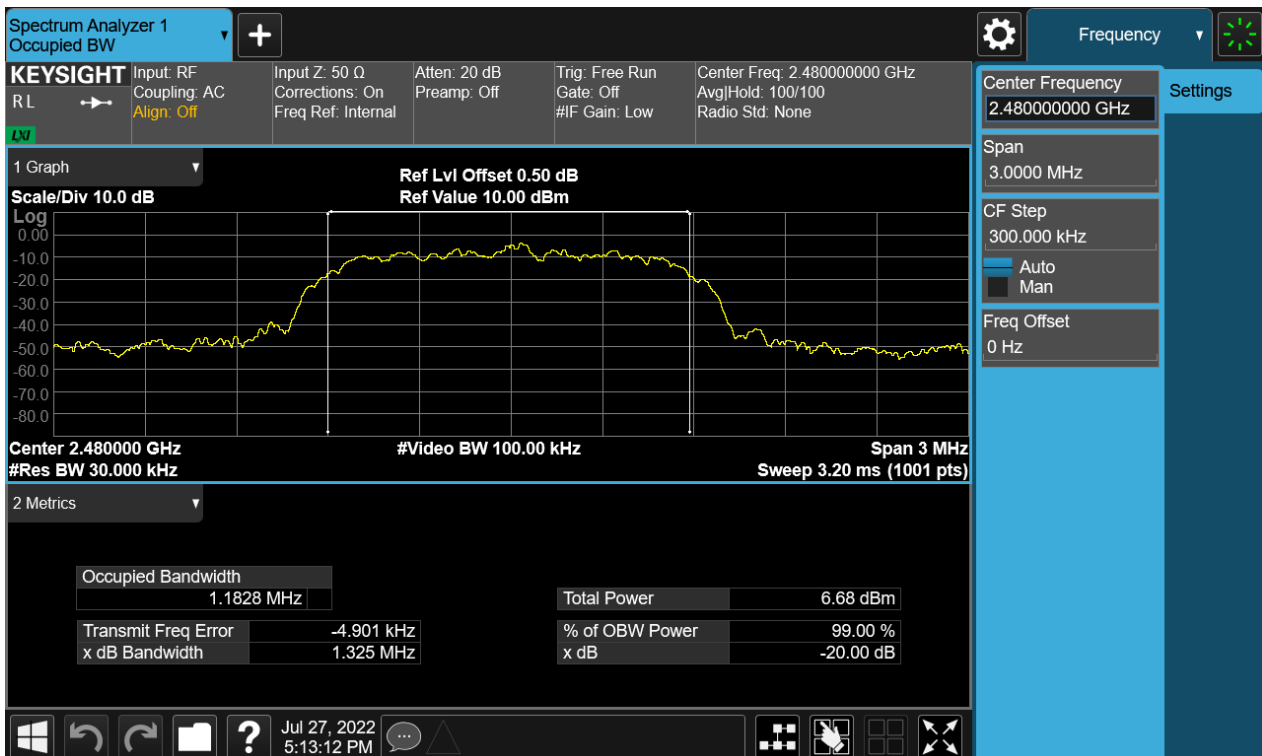 Spectrum Analyzer 1
Occupied BW
+
Frequency
KEYSIGHT
R L
LXI
Input: RF
Coupling: AC
Align: Off
Input Z: 50 Ω
Corrections: On
Freq Ref: Internal
Atten: 20 dB
Preamp: Off
Trig: Free Run
Gate: Off
#IF Gain: Low
Center Freq: 2.480000000 GHz
Avg|Hold: 100/100
Radio Std: None
Center Frequency
2.480000000 GHz
Settings
Span
3.0000 MHz
CF Step
300.000 kHz
Auto
Man
Freq Offset
0 Hz
1 Graph
Scale/Div 10.0 dB
Ref Lvl Offset 0.50 dB
Ref Value 10.00 dBm
Log
0.00
-10.0
-20.0
-30.0
-40.0
-50.0
-60.0
-70.0
-80.0
Center 2.480000 GHz
#Video BW 100.00 kHz
Span 3 MHz
#Res BW 30.000 kHz
Sweep 3.20 ms (1001 pts)
2 Metrics
Occupied Bandwidth
1.1828 MHz
Total Power 6.68 dBm
Transmit Freq Error -4.901 kHz
% of OBW Power 99.00 %
x dB Bandwidth 1.325 MHz
x dB -20.00 dB
?
Jul 27, 2022
5:13:12 PM